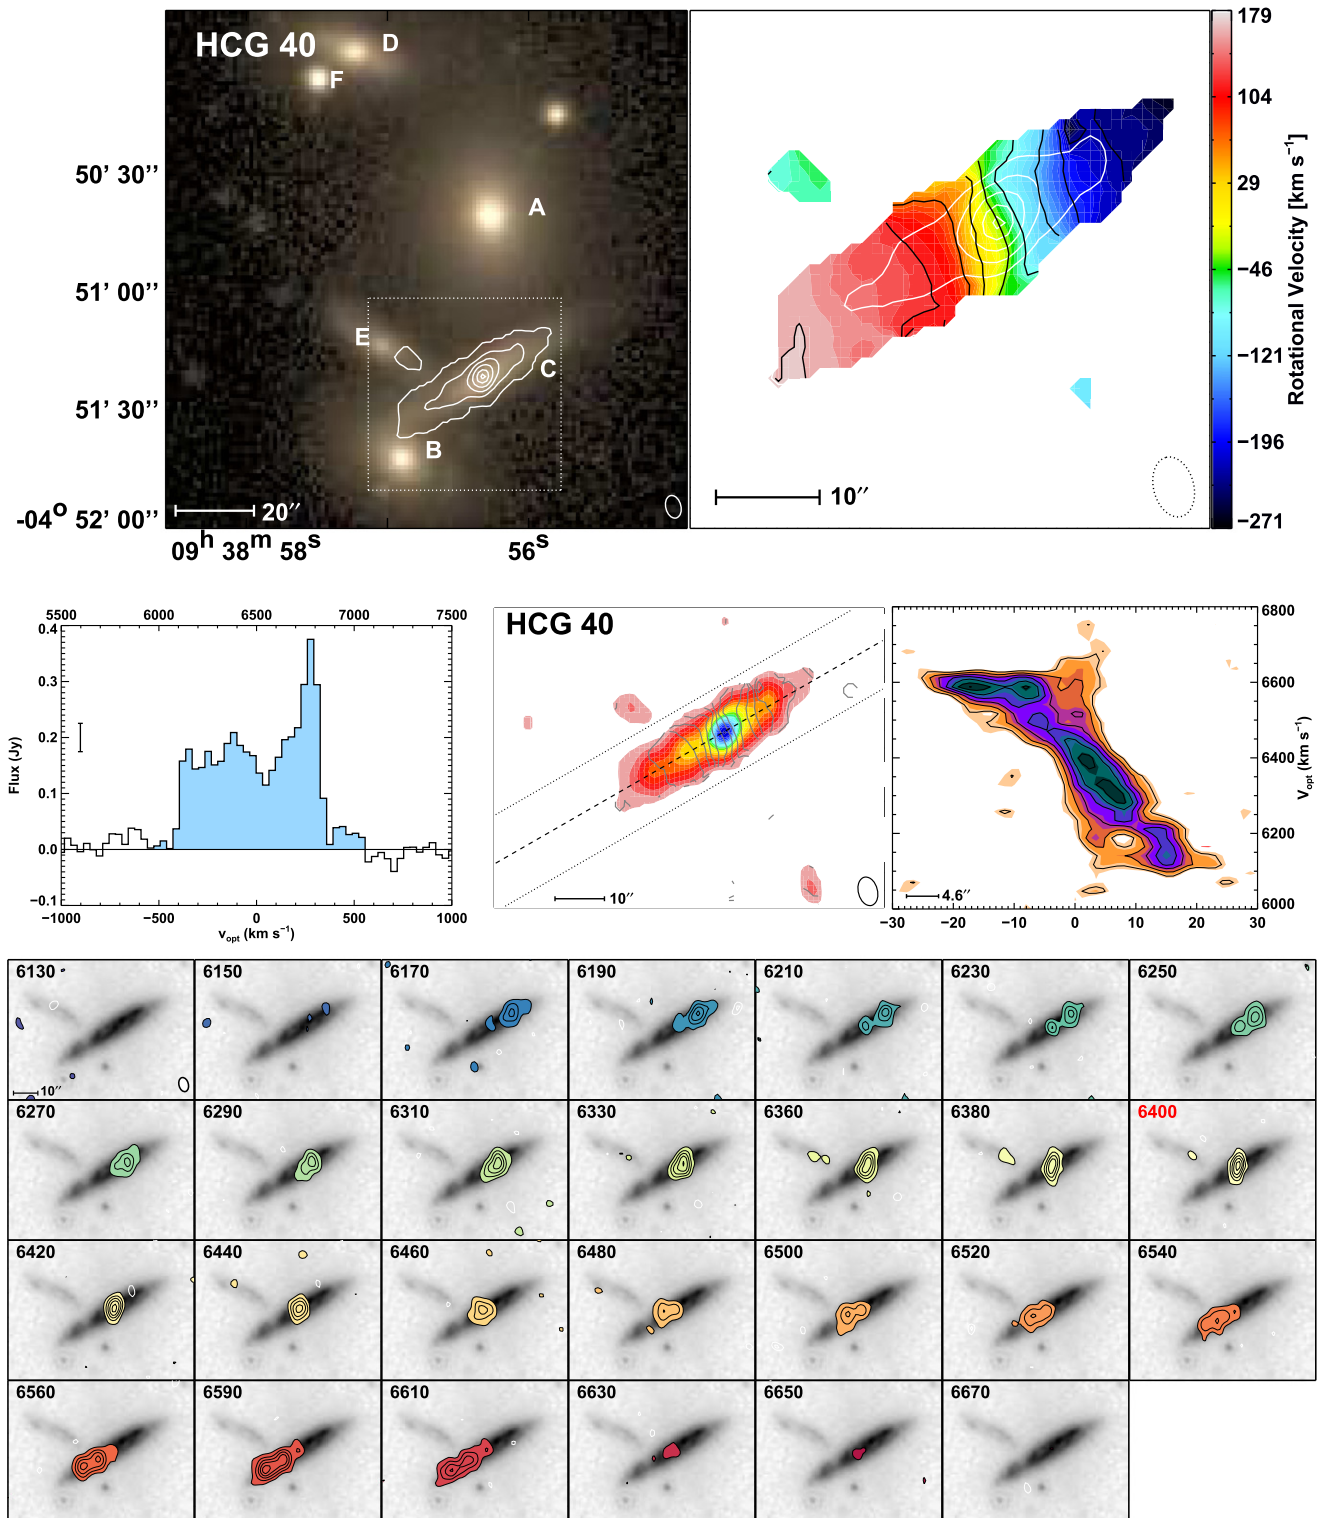 HCG 40
D
F
A
E
C
B
50' 30''
51' 00''
51' 30''
-04° 52' 00''
20''
09h 38m 58s
56s
10''
179
104
29
−46
−121
−196
−271
Rotational Velocity [km s−1]
5500 6000 6500 7000 7500
0.4
0.3
0.2
0.1
0.0
−0.1
Flux (Jy)
−1000 −500 0 500 1000
vopt (km s−1)
HCG 40
10''
6800
6600
6400
6200
6000
vopt (km s−1)
4.6''
−30 −20 −10 0 10 20 30
6130 6150 6170 6190 6210 6230 6250
10''
6270 6290 6310 6330 6360 6380 6400
6420 6440 6460 6480 6500 6520 6540
6560 6590 6610 6630 6650 6670